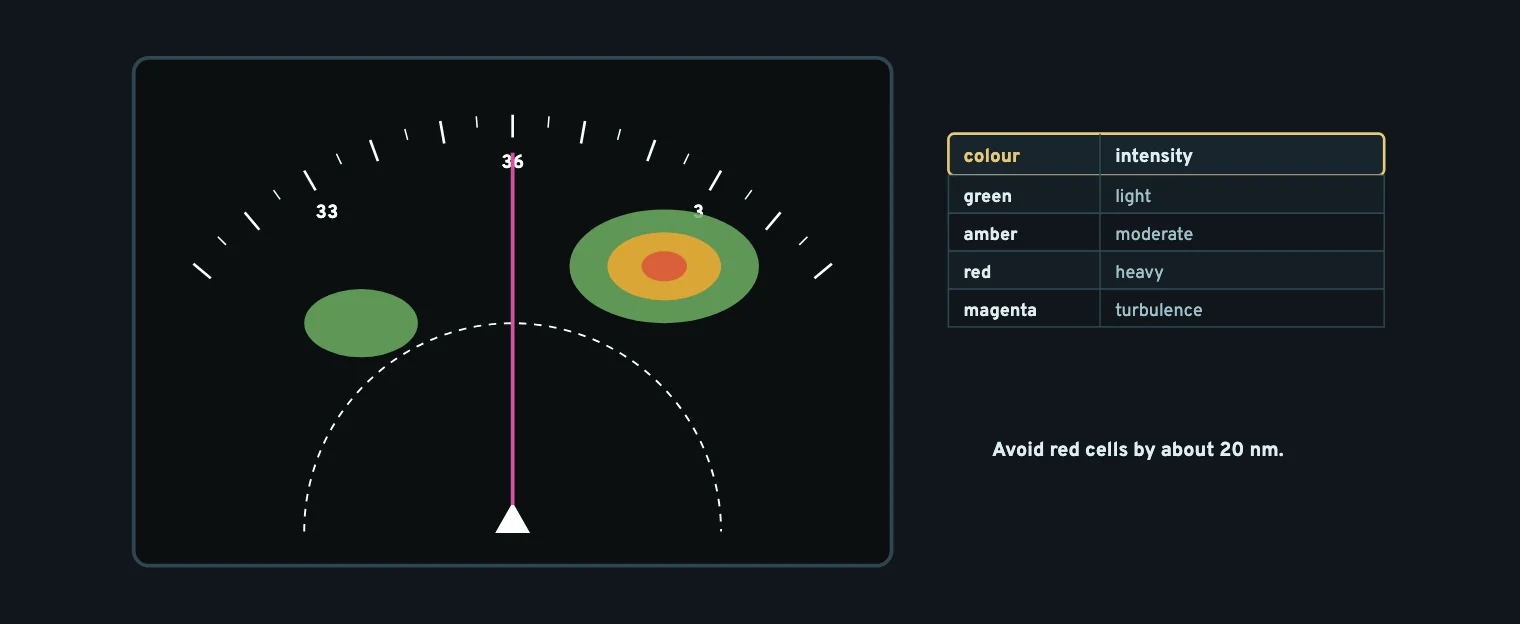 36
33
3
colour intensity
green light
amber moderate
red heavy
magenta turbulence
Avoid red cells by about 20 nm.